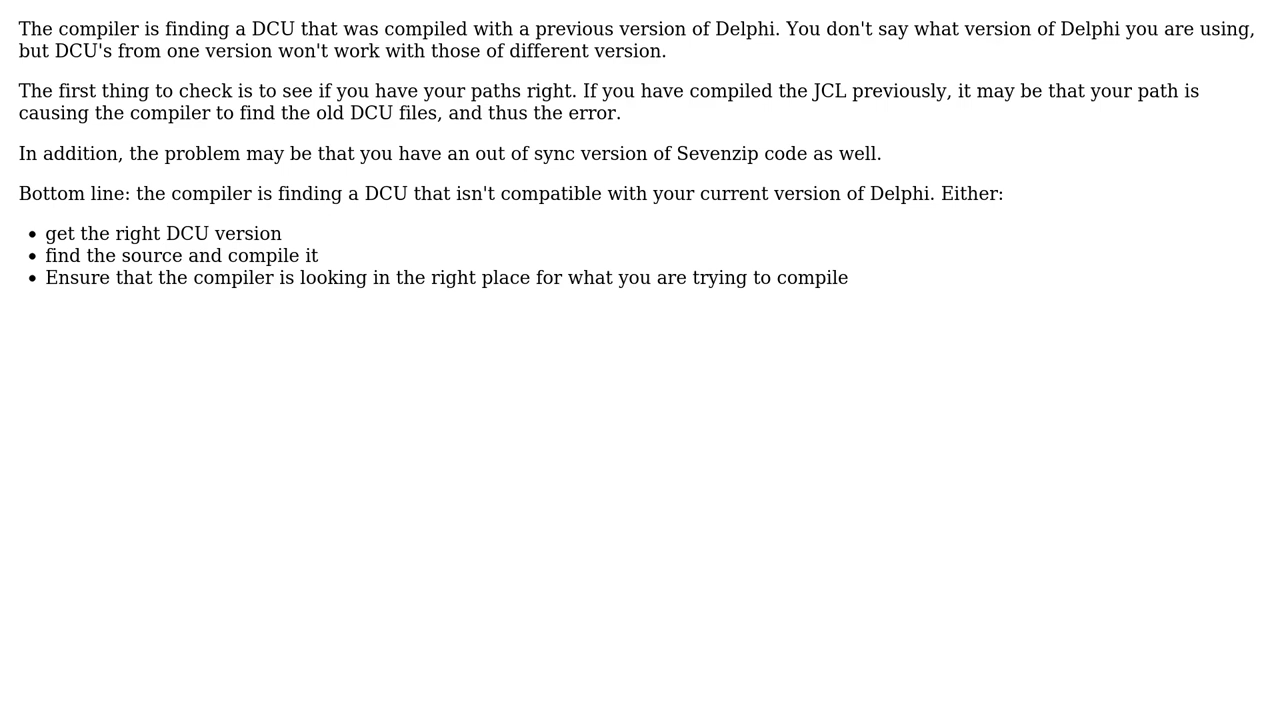 The compiler is finding a DCU that was compiled with a previous version of Delphi. You don't say what version of Delphi you are using,
but DCU's from one version won't work with those of different version.
The first thing to check is to see if you have your paths right. If you have compiled the JCL previously, it may be that your path is
causing the compiler to find the old DCU files, and thus the error.
In addition, the problem may be that you have an out of sync version of Sevenzip code as well.
Bottom line: the compiler is finding a DCU that isn't compatible with your current version of Delphi. Either:
• get the right DCU version
• find the source and compile it
• Ensure that the compiler is looking in the right place for what you are trying to compile